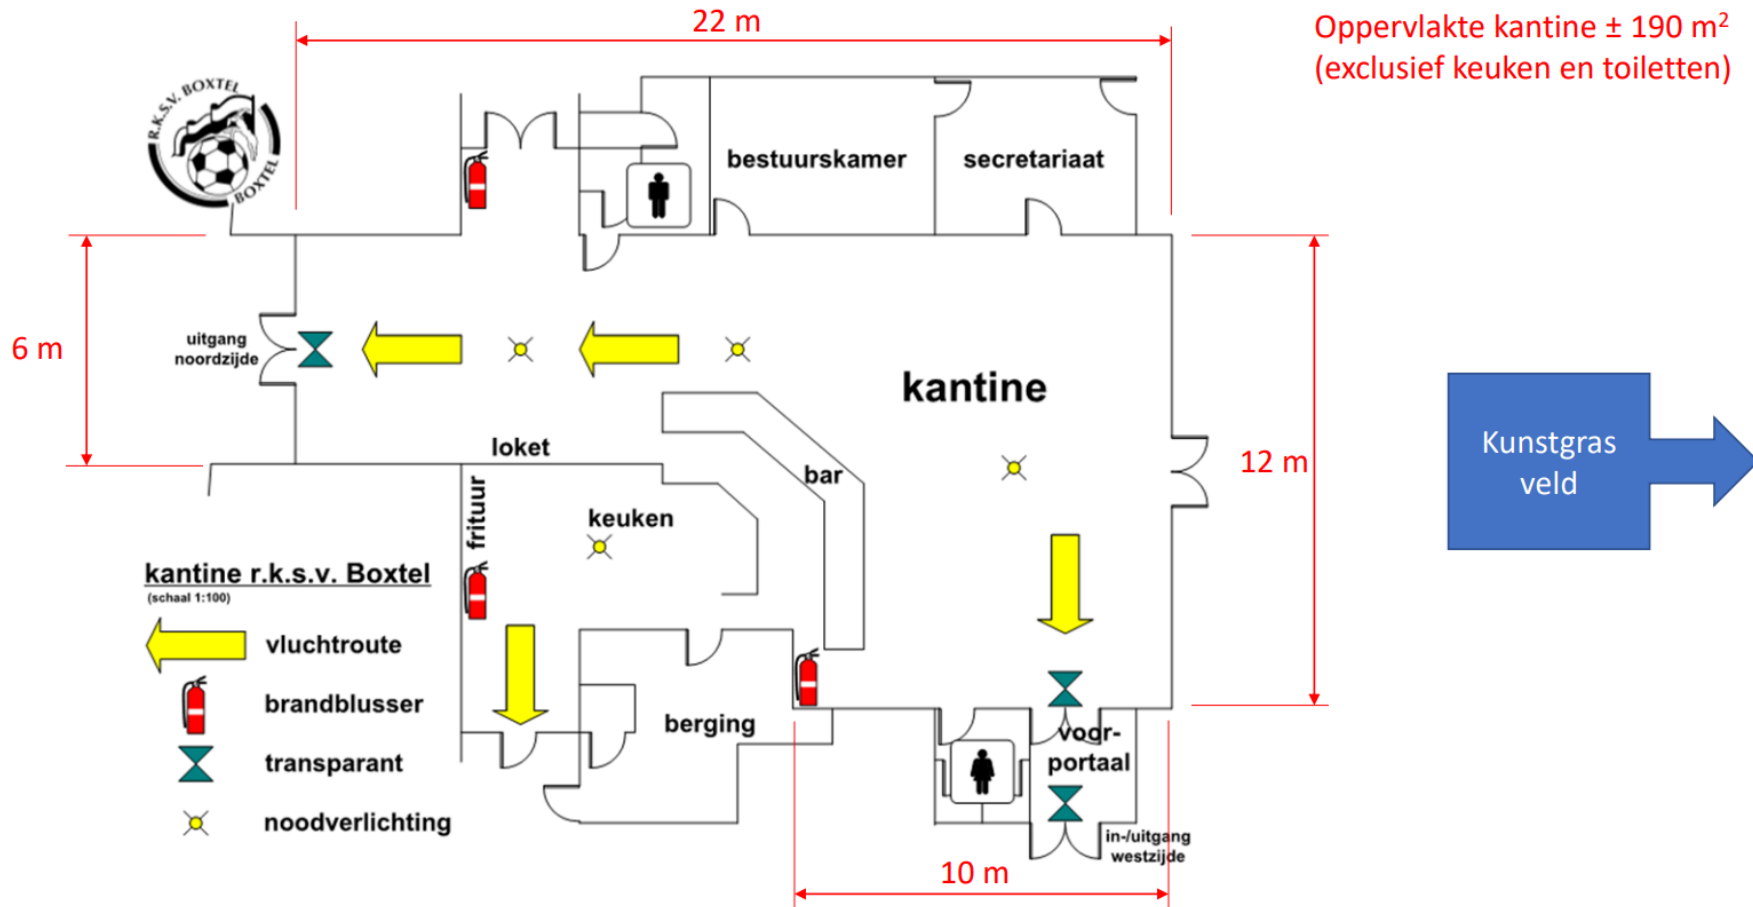 22 m
Oppervlakte kantine ± 190 m²
(exclusief keuken en toiletten)
R.K.S.V. BOXTEL
BOXTEL
bestuurskamer
secretariaat
6 m
uitgang
noordzijde
kantine
loket
bar
12 m
Kunstgras
veld
frituur
keuken
kantine r.k.s.v. Boxtel
(schaal 1:100)
vluchtroute
brandblusser
transparant
noodverlichting
berging
voor-
portaal
in-/uitgang
westzijde
10 m